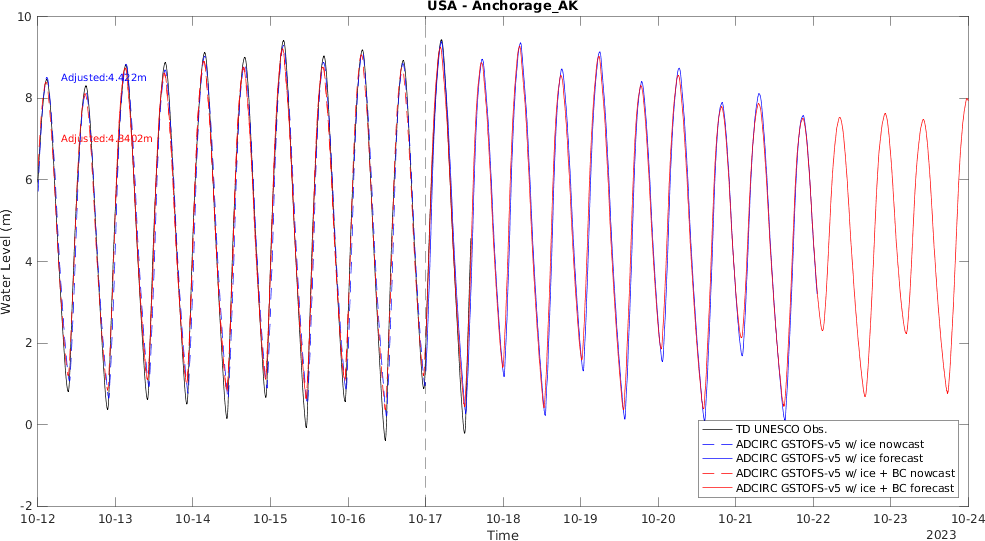 USA - Anchorage_AK
10
8
6
4
2
0
-2
Water Level (m)
Adjusted:4.422m
Adjusted:4.3402m
TD UNESCO Obs.
ADCIRC GSTOFS-v5 w/ ice nowcast
ADCIRC GSTOFS-v5 w/ ice forecast
ADCIRC GSTOFS-v5 w/ ice + BC nowcast
ADCIRC GSTOFS-v5 w/ ice + BC forecast
10-12 10-13 10-14 10-15 10-16 10-17 10-18 10-19 10-20 10-21 10-22 10-23 10-24
Time
2023